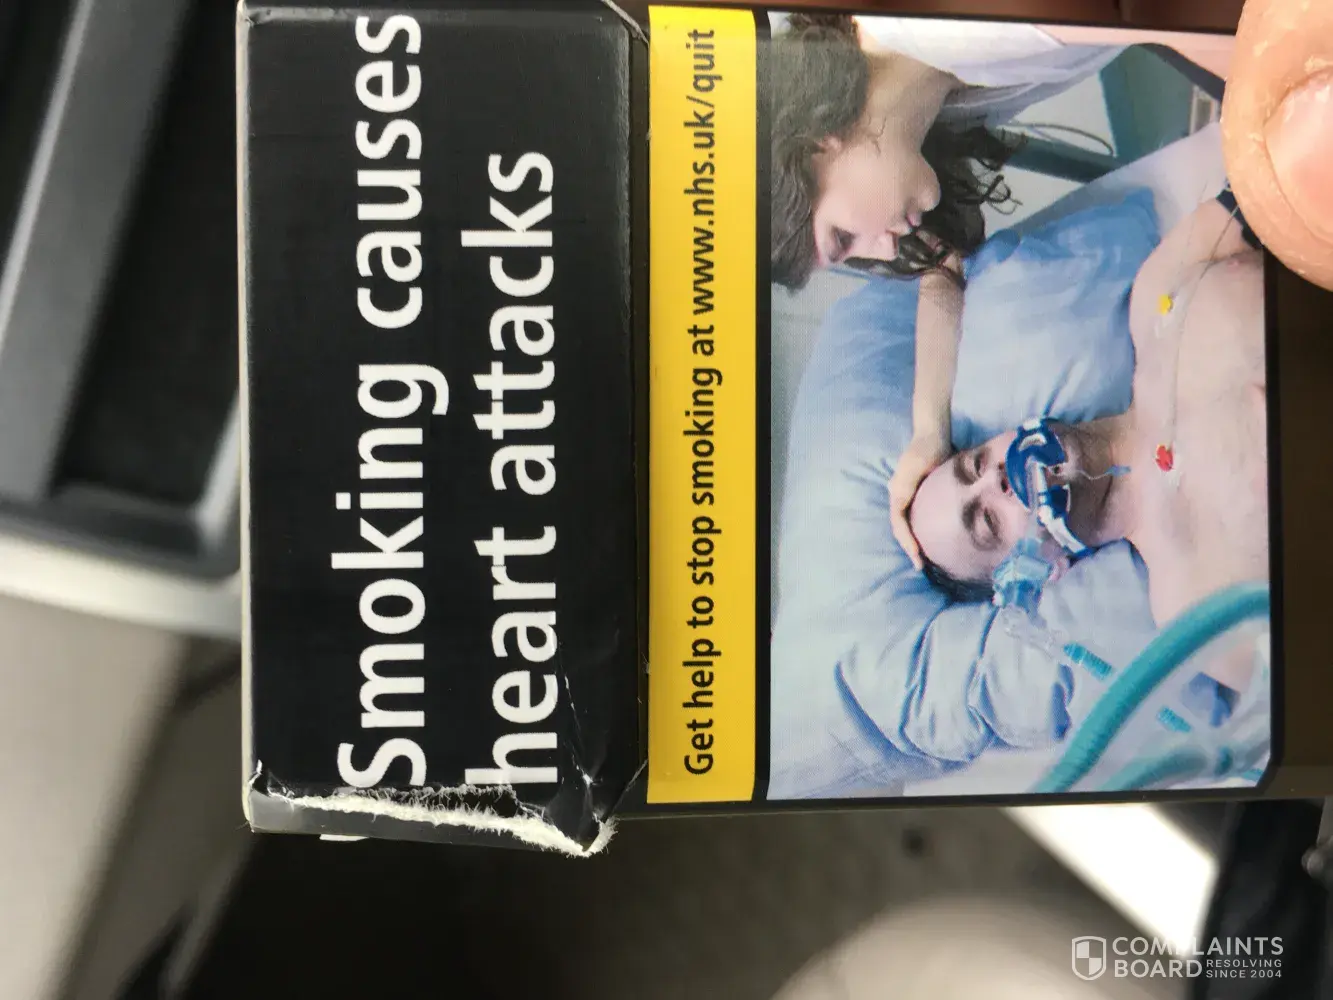 Smoking causes
heart attacks
Get help to stop smoking at www.nhs.uk/quit
COMPLAINTS
BOARD RESOLVING
SINCE 2004